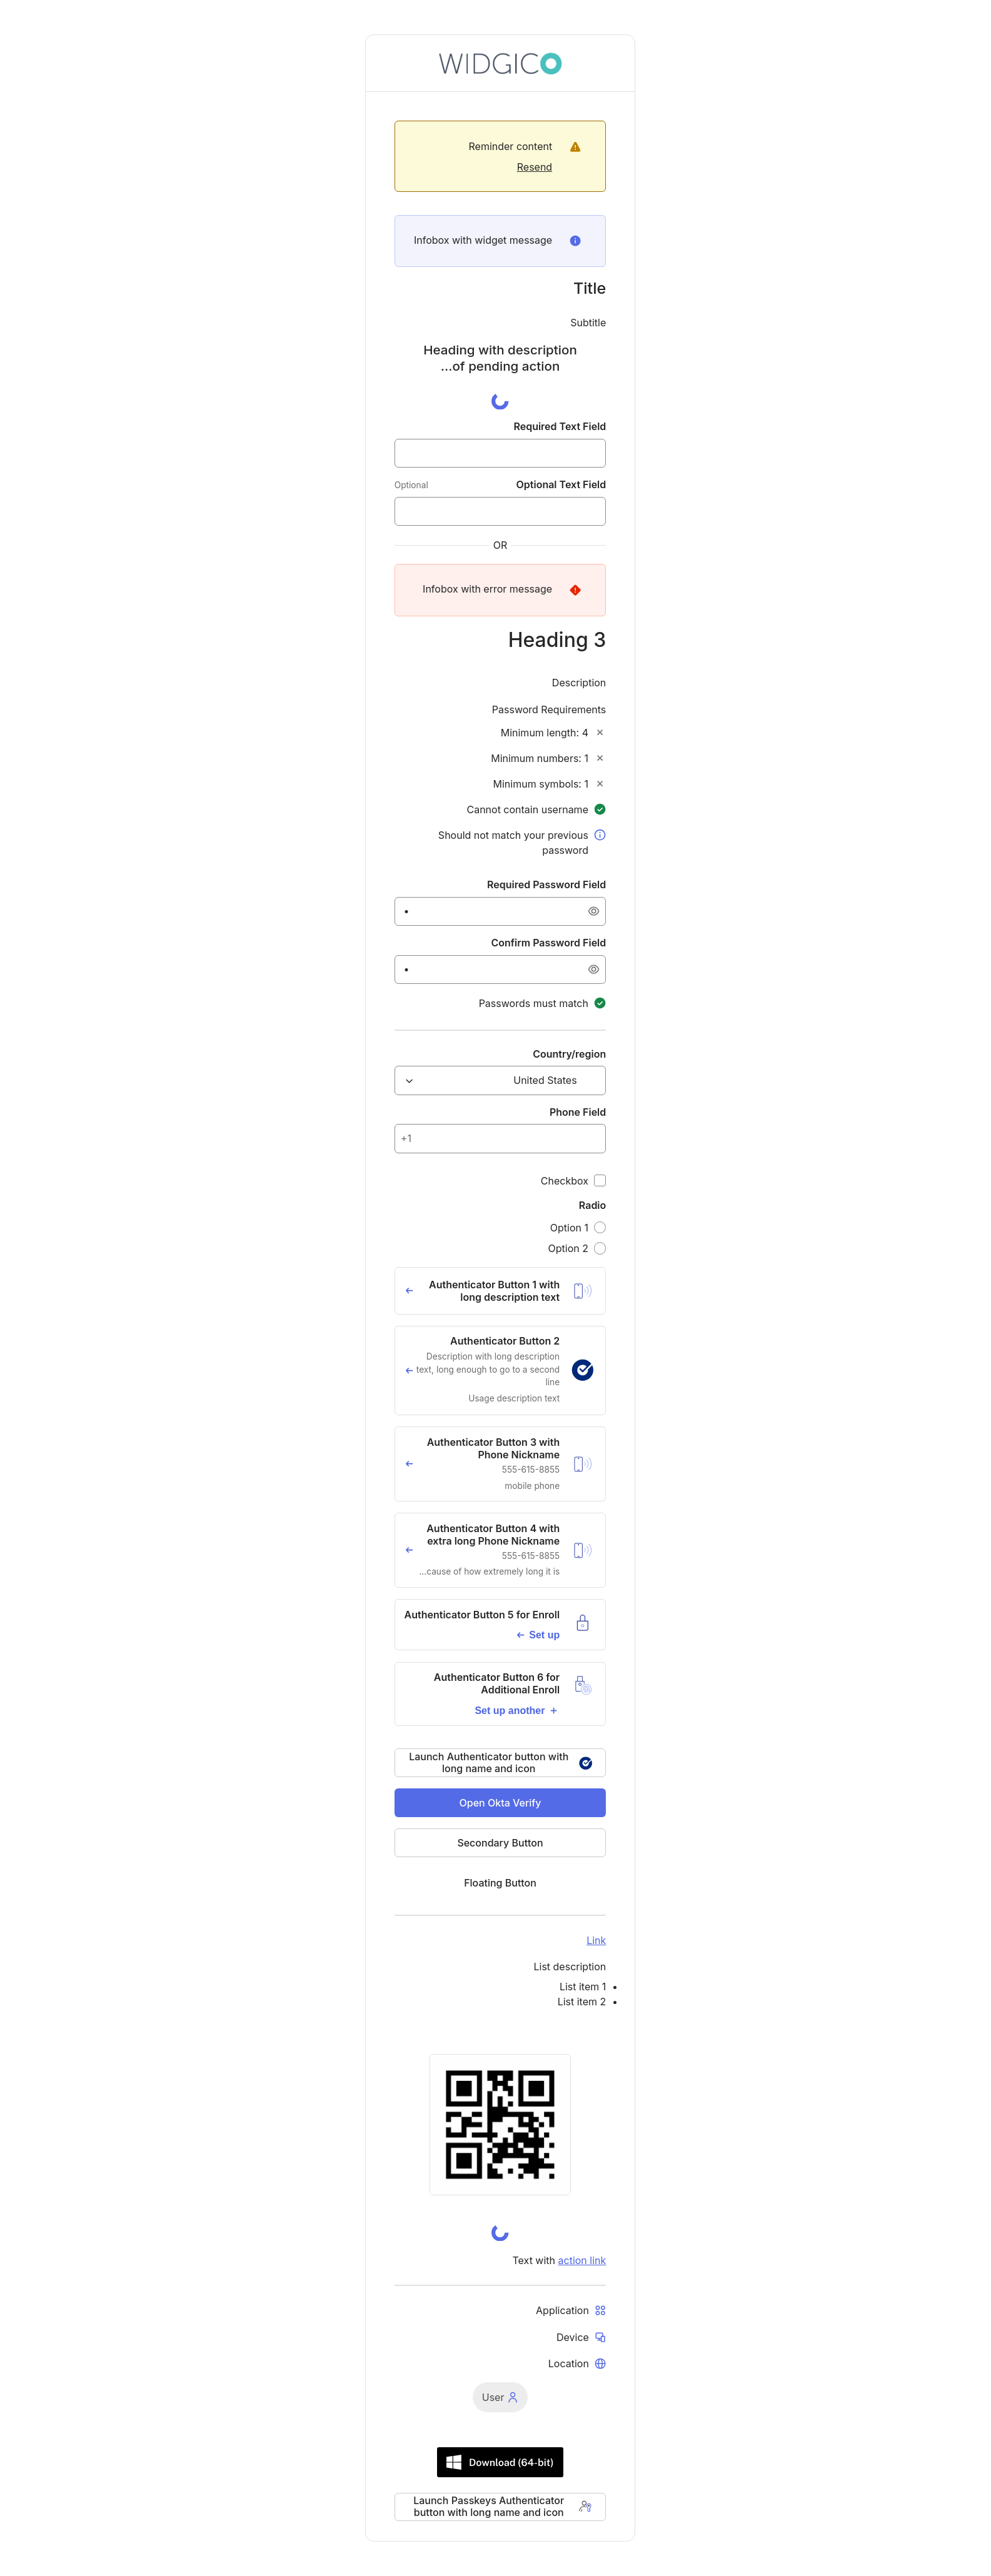 WIDGICO
Reminder content
Resend
Infobox with widget message
Title
Subtitle
Heading with description
...of pending action
Required Text Field
Optional Text Field
Optional
OR
Infobox with error message
Heading 3
Description
Password Requirements
Minimum length: 4
Minimum numbers: 1
Minimum symbols: 1
Cannot contain username
Should not match your previous
password
Required Password Field
Confirm Password Field
Passwords must match
Country/region
United States
Phone Field
+1
Checkbox
Radio
Option 1
Option 2
Authenticator Button 1 with
long description text
Authenticator Button 2
Description with long description
text, long enough to go to a second
line
Usage description text
Authenticator Button 3 with
Phone Nickname
555-615-8855
mobile phone
Authenticator Button 4 with
extra long Phone Nickname
555-615-8855
...cause of how extremely long it is
Authenticator Button 5 for Enroll
Set up
Authenticator Button 6 for
Additional Enroll
Set up another
Launch Authenticator button with
long name and icon
Open Okta Verify
Secondary Button
Floating Button
Link
List description
List item 1
List item 2
Text with action link
Application
Device
Location
User
Download (64-bit)
Launch Passkeys Authenticator
button with long name and icon